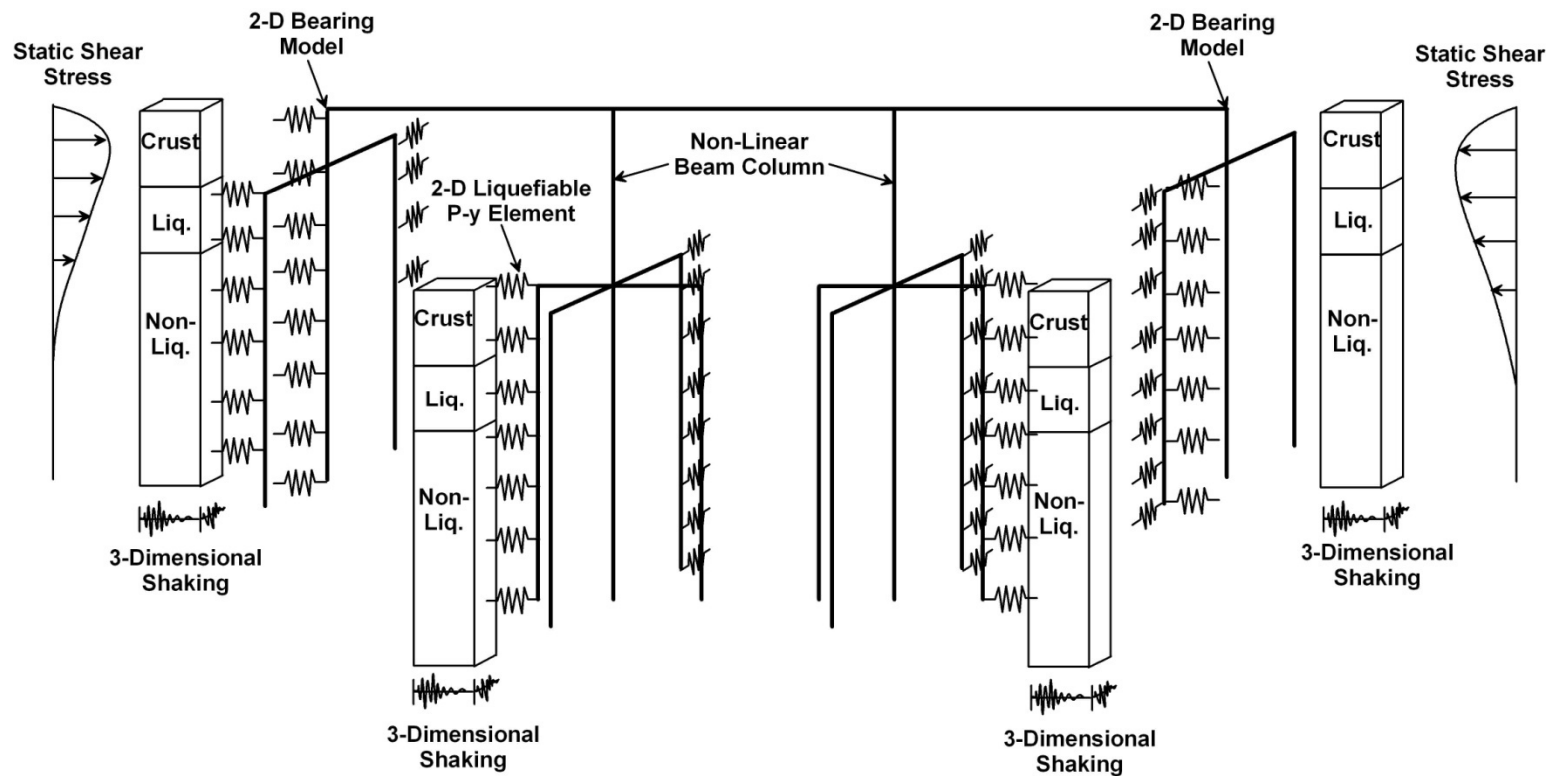 2-D Bearing
Model
2-D Bearing
Model
Static Shear
Stress
Static Shear
Stress
Crust
Liq.
Non-
Liq.
Non-Linear
Beam Column
2-D Liquefiable
P-y Element
Crust
Liq.
Non-
Liq.
Crust
Liq.
Non-
Liq.
Crust
Liq.
Non-
Liq.
3-Dimensional
Shaking
3-Dimensional
Shaking
3-Dimensional
Shaking
3-Dimensional
Shaking